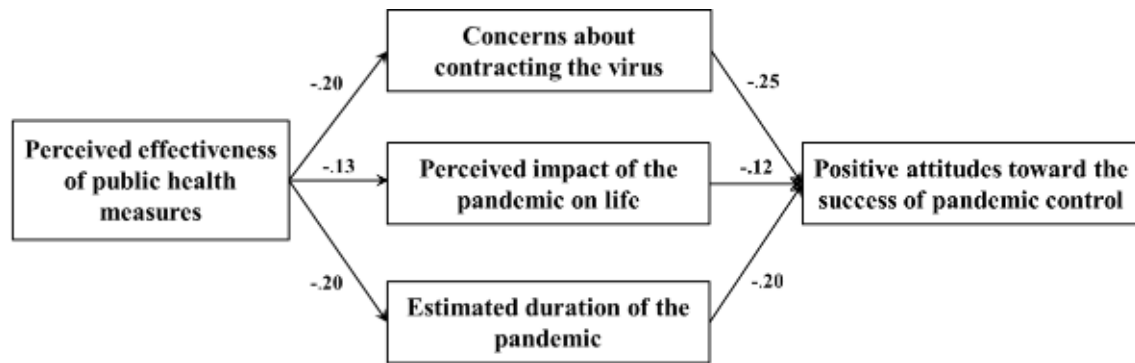 Concerns about
contracting the virus
-.20
-.25
Perceived effectiveness
of public health
measures
-.13
Perceived impact of the
pandemic on life
-.12
Positive attitudes toward the
success of pandemic control
-.20
-.20
Estimated duration of the
pandemic